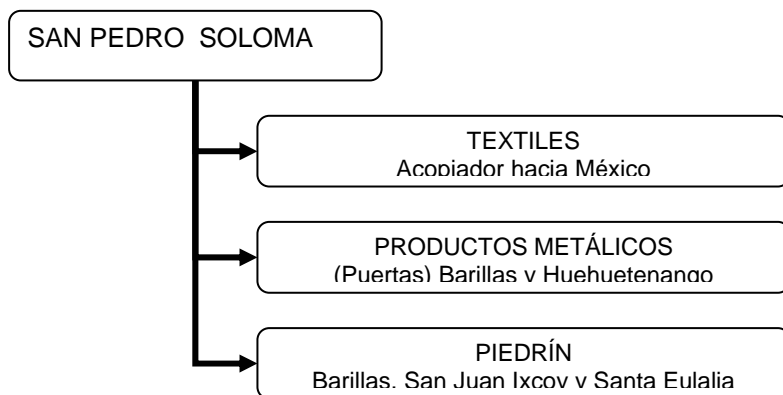 SAN PEDRO  SOLOMA
TEXTILES
Acopiador hacia México
PRODUCTOS METÁLICOS
(Puertas) Barillas y Huehuetenango
PIEDRÍN
Barillas, San Juan Ixcoy y Santa Eulalia